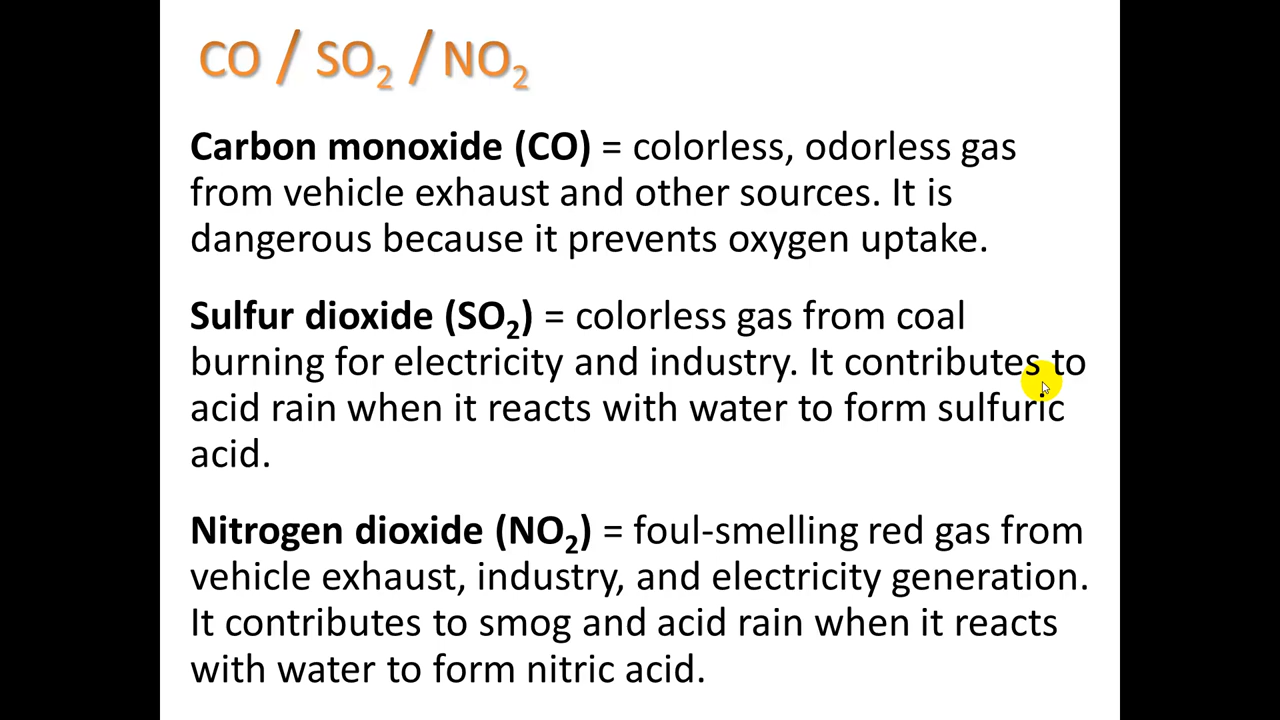 CO / SO₂ / NO₂
Carbon monoxide (CO) = colorless, odorless gas
from vehicle exhaust and other sources. It is
dangerous because it prevents oxygen uptake.
Sulfur dioxide (SO₂) = colorless gas from coal
burning for electricity and industry. It contributes to
acid rain when it reacts with water to form sulfuric
acid.
Nitrogen dioxide (NO₂) = foul-smelling red gas from
vehicle exhaust, industry, and electricity generation.
It contributes to smog and acid rain when it reacts
with water to form nitric acid.